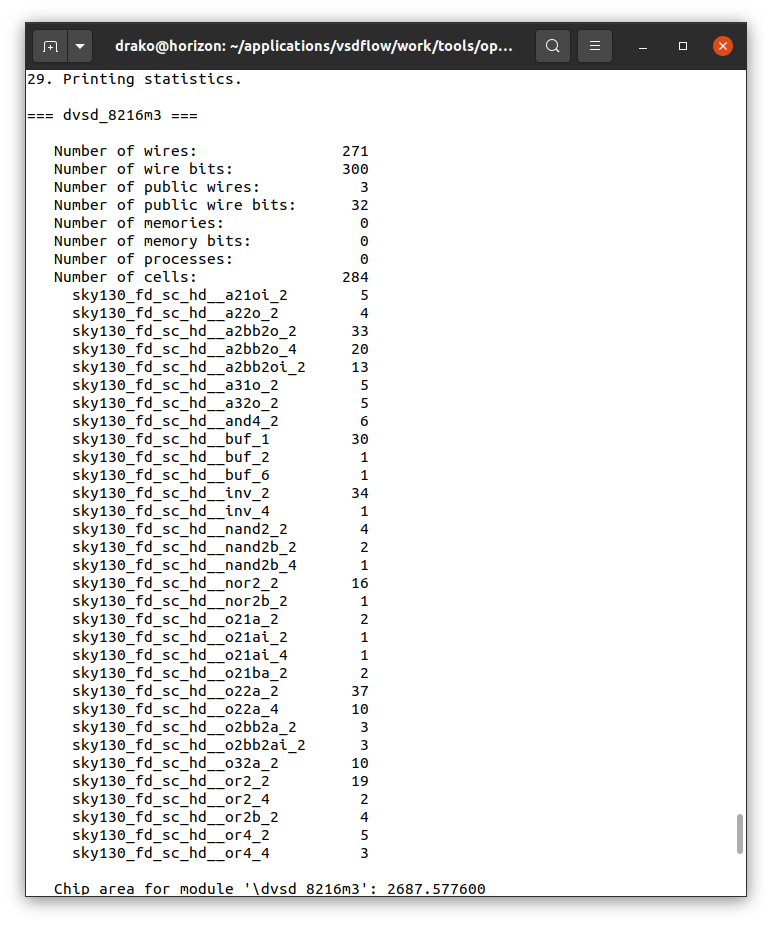 drako@horizon: ~/applications/vsdflow/work/tools/op...
29. Printing statistics.
=== dvsd_8216m3 ===
Number of wires: 271
Number of wire bits: 300
Number of public wires: 3
Number of public wire bits: 32
Number of memories: 0
Number of memory bits: 0
Number of processes: 0
Number of cells: 284
sky130_fd_sc_hd__a21oi_2 5
sky130_fd_sc_hd__a22o_2 4
sky130_fd_sc_hd__a2bb2o_2 33
sky130_fd_sc_hd__a2bb2o_4 20
sky130_fd_sc_hd__a2bb2oi_2 13
sky130_fd_sc_hd__a31o_2 5
sky130_fd_sc_hd__a32o_2 5
sky130_fd_sc_hd__and4_2 6
sky130_fd_sc_hd__buf_1 30
sky130_fd_sc_hd__buf_2 1
sky130_fd_sc_hd__buf_6 1
sky130_fd_sc_hd__inv_2 34
sky130_fd_sc_hd__inv_4 1
sky130_fd_sc_hd__nand2_2 4
sky130_fd_sc_hd__nand2b_2 2
sky130_fd_sc_hd__nand2b_4 1
sky130_fd_sc_hd__nor2_2 16
sky130_fd_sc_hd__nor2b_2 1
sky130_fd_sc_hd__o21a_2 2
sky130_fd_sc_hd__o21ai_2 1
sky130_fd_sc_hd__o21ai_4 1
sky130_fd_sc_hd__o21ba_2 2
sky130_fd_sc_hd__o22a_2 37
sky130_fd_sc_hd__o22a_4 10
sky130_fd_sc_hd__o2bb2a_2 3
sky130_fd_sc_hd__o2bb2ai_2 3
sky130_fd_sc_hd__o32a_2 10
sky130_fd_sc_hd__or2_2 19
sky130_fd_sc_hd__or2_4 2
sky130_fd_sc_hd__or2b_2 4
sky130_fd_sc_hd__or4_2 5
sky130_fd_sc_hd__or4_4 3
Chip area for module '\dvsd_8216m3': 2687.577600